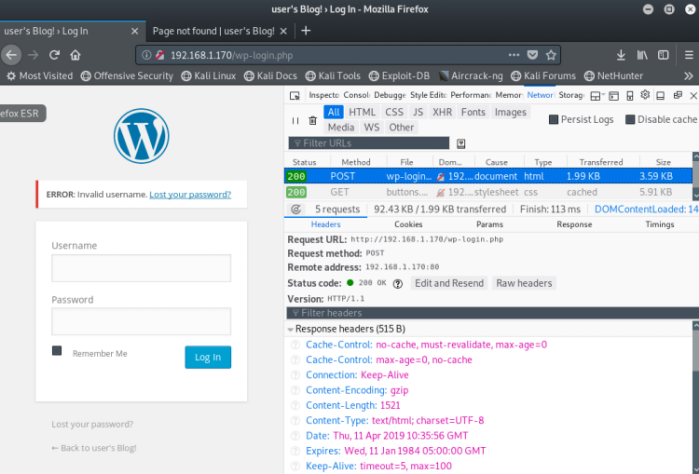 user's Blog! › Log In - Mozilla Firefox
user's Blog! › Log In × Page not found | user's Blog! × +
192.168.1.170/wp-login.php
Most Visited Offensive Security Kali Linux Kali Docs Kali Tools Exploit-DB Aircrack-ng Kali Forums NetHunter
efox ESR
ERROR: Invalid username. Lost your password?
Username
Password
Remember Me Log In
Lost your password?
← Back to user's Blog!
Inspecto Consol Debugge Style Edito Performa Memor Networ Storag
All HTML CSS JS XHR Fonts Images
Media WS Other
Persist Logs Disable cache
Filter URLs
Status Method File Dom... Cause Type Transferred Size
200 POST wp-login... 192.... document html 1.99 KB 3.59 KB
200 GET buttons.... 192.... stylesheet css cached 5.91 KB
5 requests 92.43 KB / 1.99 KB transferred Finish: 113 ms DOMContentLoaded: 14
Headers Cookies Params Response Timings
Request URL: http://192.168.1.170/wp-login.php
Request method: POST
Remote address: 192.168.1.170:80
Status code: 200 OK ? Edit and Resend Raw headers
Version: HTTP/1.1
Filter headers
Response headers (515 B)
? Cache-Control: no-cache, must-revalidate, max-age=0
? Cache-Control: max-age=0, no-cache
? Connection: Keep-Alive
? Content-Encoding: gzip
? Content-Length: 1521
? Content-Type: text/html; charset=UTF-8
? Date: Thu, 11 Apr 2019 10:35:56 GMT
? Expires: Wed, 11 Jan 1984 05:00:00 GMT
? Keep-Alive: timeout=5, max=100